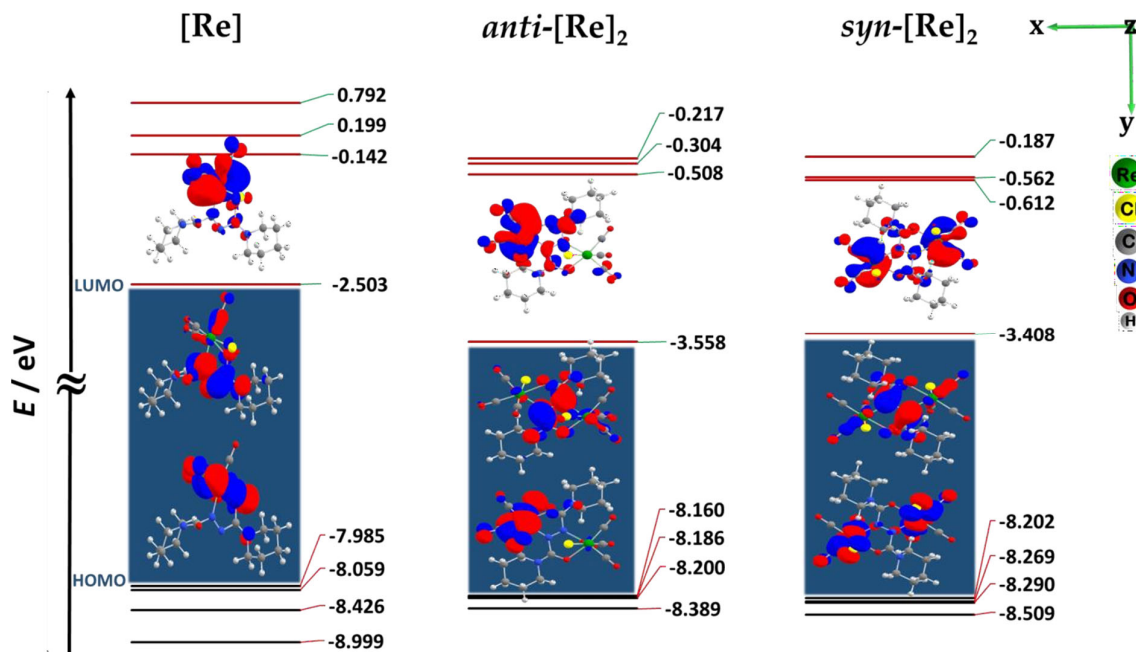 [Re]
anti-[Re]2
syn-[Re]2
x
z
y
E / eV
LUMO
HOMO
0.792
0.199
-0.142
-2.503
-7.985
-8.059
-8.426
-8.999
-0.217
-0.304
-0.508
-3.558
-8.160
-8.186
-8.200
-8.389
-0.187
-0.562
-0.612
-3.408
-8.202
-8.269
-8.290
-8.509
Re
Cl
C
N
O
H